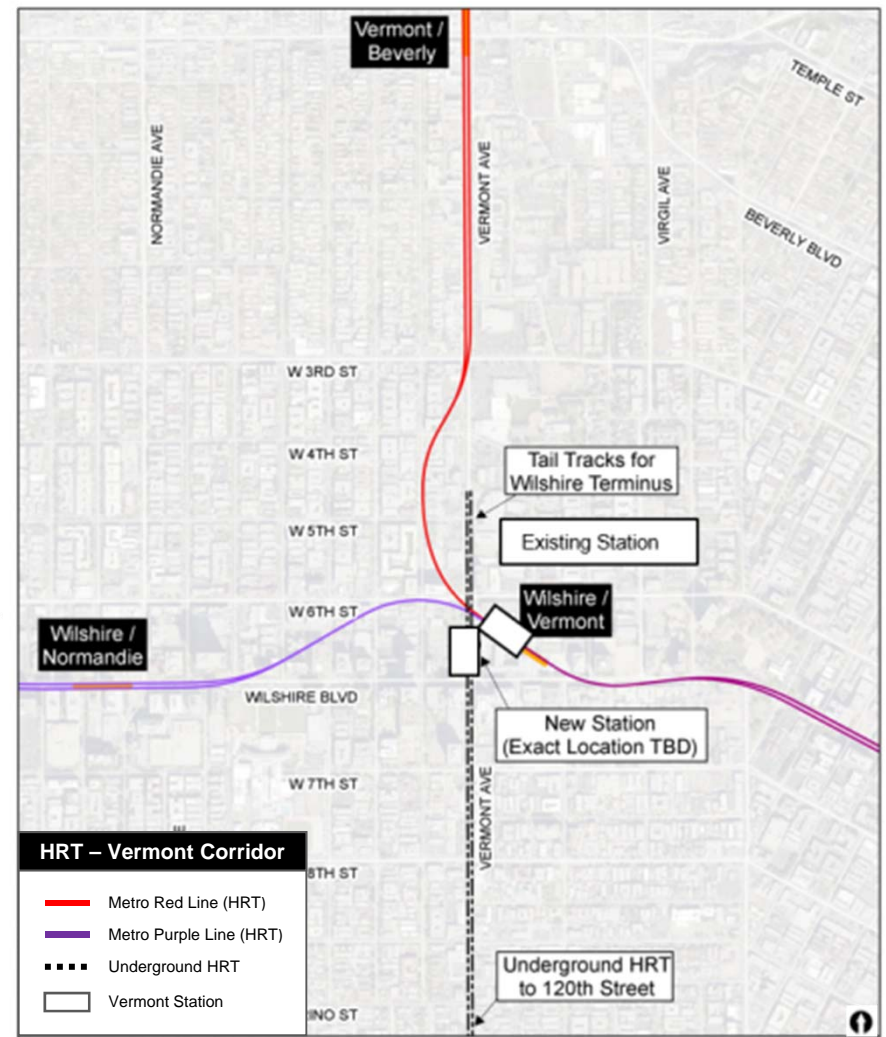 Vermont /
Beverly
TEMPLE ST
NORMANDIE AVE
VERMONT AVE
VIRGIL AVE
BEVERLY BLVD
W 3RD ST
W 4TH ST
Tail Tracks for
Wilshire Terminus
W 5TH ST
Existing Station
W 6TH ST
Wilshire /
Vermont
Wilshire /
Normandie
WILSHIRE BLVD
New Station
(Exact Location TBD)
W 7TH ST
VERMONT AVE
E
HRT – Vermont Corridor
8TH ST
Metro Red Line (HRT)
Metro Purple Line (HRT)
Underground HRT
Vermont Station
Underground HRT
to 120th Street
RINO ST